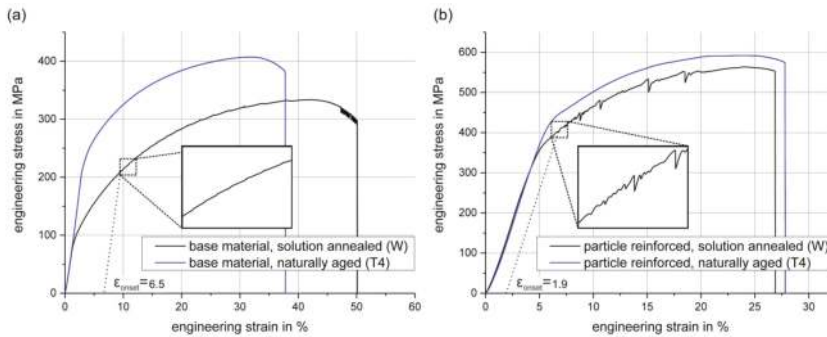 (a)
400
300
200
100
0
engineering stress in MPa
base material, solution annealed (W)
base material, naturally aged (T4)
εonset=6.5
0 10 20 30 40 50 60
engineering strain in %
(b)
600
500
400
300
200
100
0
engineering stress in MPa
particle reinforced, solution annealed (W)
particle reinforced, naturally aged (T4)
εonset=1.9
0 5 10 15 20 25 30
engineering strain in %